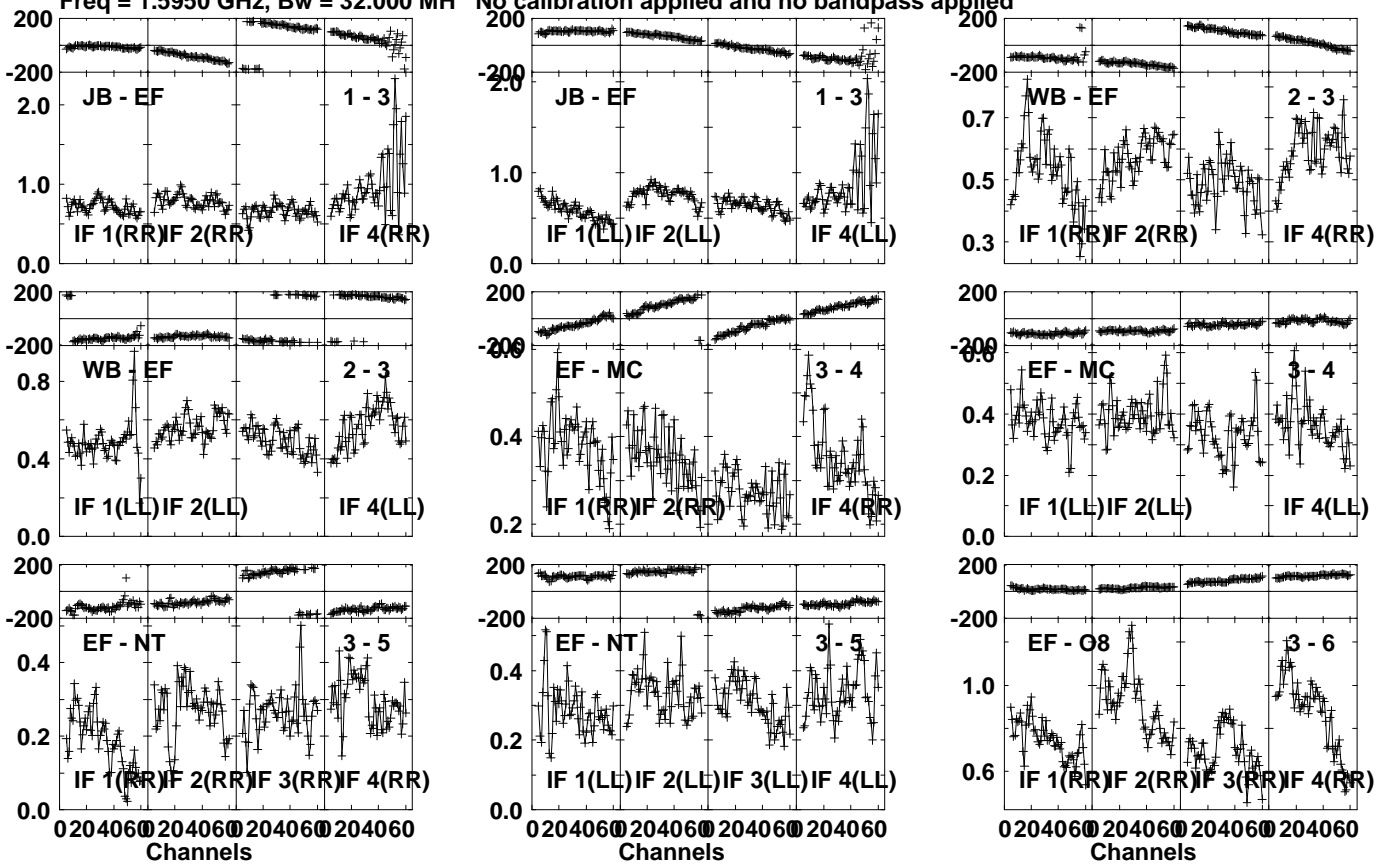 Freq = 1.5950 GHz, Bw = 32.000 MH No calibration applied and no bandpass applied
200 200 200
-200 -200 -200
JB - EF 1 - 3 JB - EF 1 - 3 WB - EF 2 - 3
2.0 2.0 0.7
1.0 1.0 0.5
IF 1(RR) IF 2(RR) IF 4(RR) IF 1(LL) IF 2(LL) IF 4(LL) IF 1(RR) IF 2(RR) IF 4(RR)
0.0 0.0 0.3
200 200 200
-200 -200 -200
0.6 0.6
WB - EF 2 - 3 EF - MC 3 - 4 EF - MC 3 - 4
0.8 0.4 0.4
0.4 0.2
IF 1(LL) IF 2(LL) IF 4(LL) IF 1(RR) IF 2(RR) IF 4(RR) IF 1(LL) IF 2(LL) IF 4(LL)
0.0 0.2 0.0
200 200 200
-200 -200 -200
EF - NT 3 - 5 EF - NT 3 - 5 EF - O8 3 - 6
0.4 0.4 1.0
0.2 0.2 0.6
IF 1(RR) IF 2(RR) IF 3(RR) IF 4(RR) IF 1(LL) IF 2(LL) IF 3(LL) IF 4(LL) IF 1(RR) IF 2(RR) IF 3(RR) IF 4(RR)
0.0 0.0
0 20 40 60 0 20 40 60 0 20 40 60 0 20 40 60 0 20 40 60 0 20 40 60 0 20 40 60 0 20 40 60 0 20 40 60 0 20 40 60 0 20 40 60 0 20 40 60
Channels Channels Channels